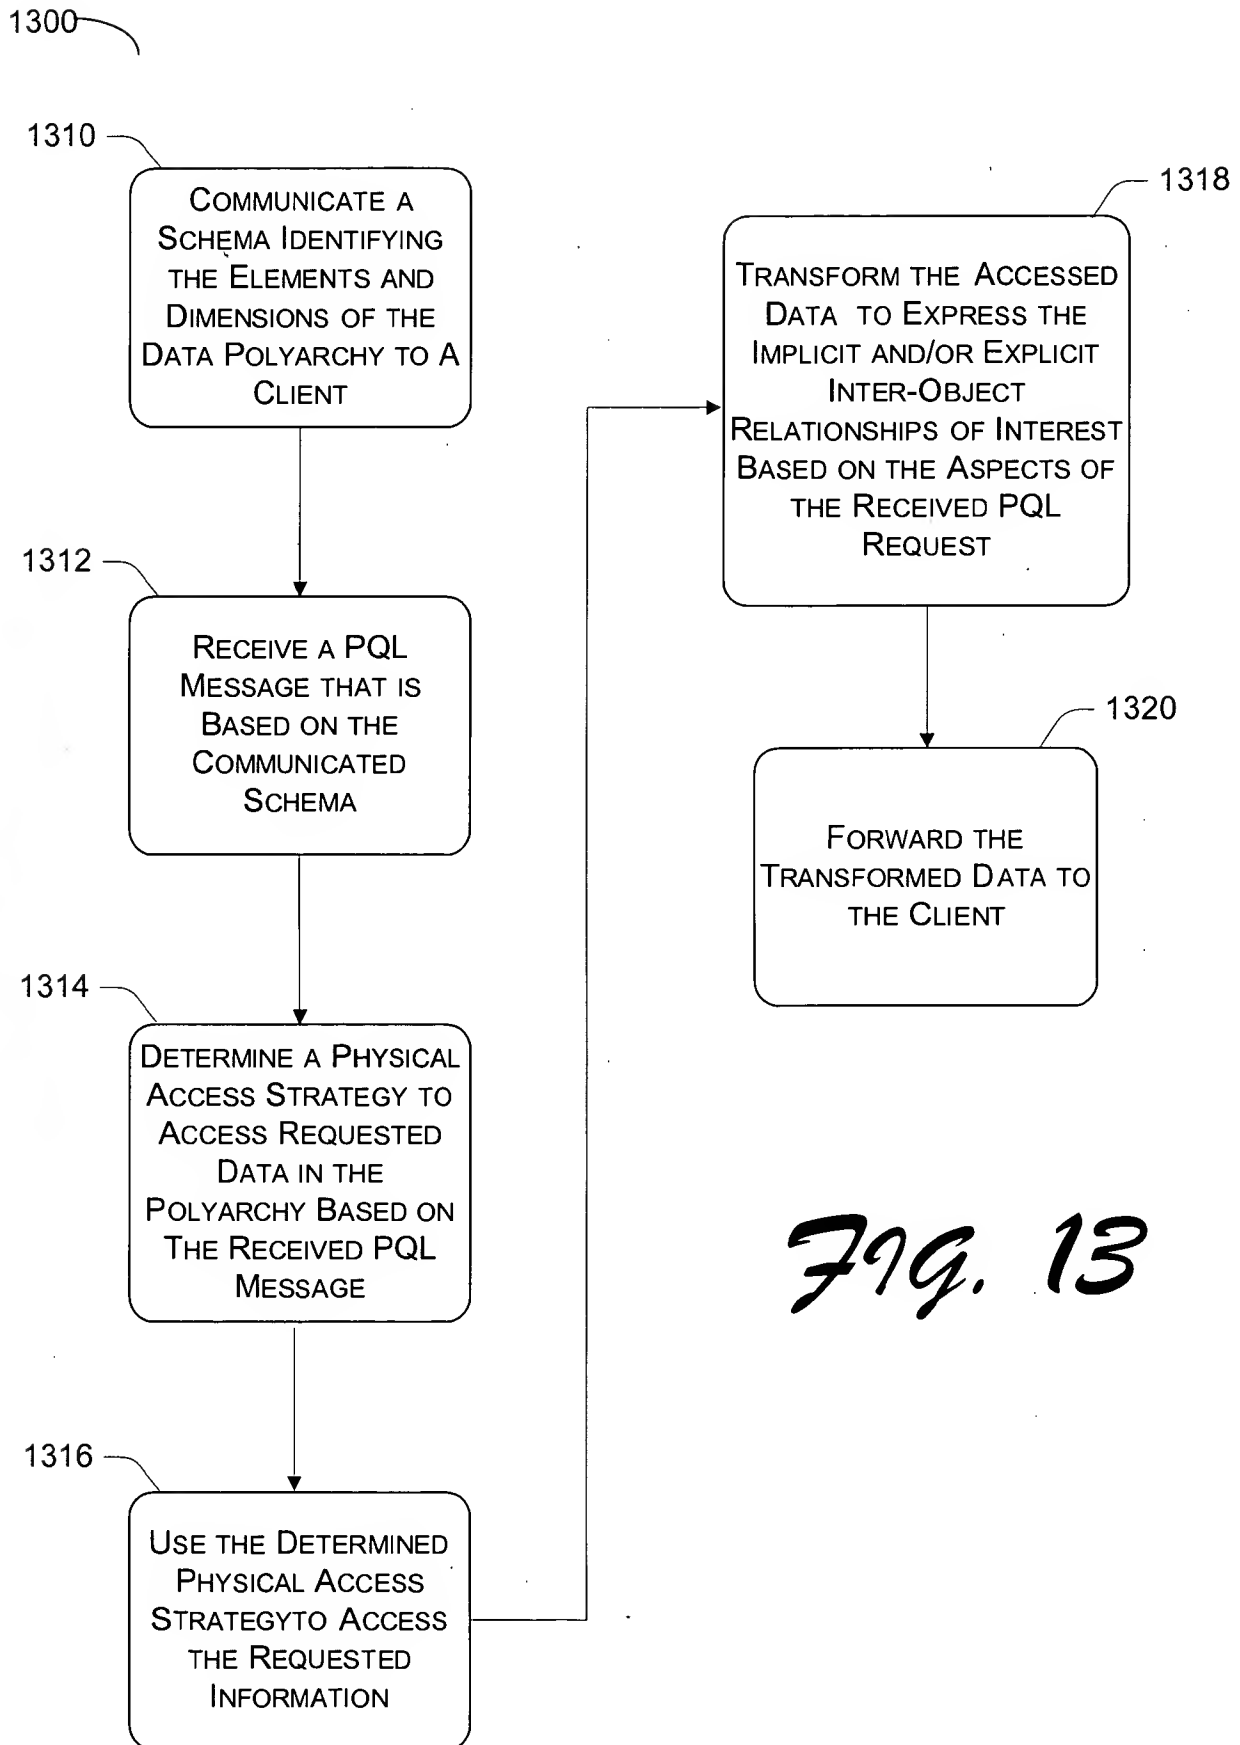 1300
1310
COMMUNICATE A
SCHEMA IDENTIFYING
THE ELEMENTS AND
DIMENSIONS OF THE
DATA POLYARCHY TO A
CLIENT
1312
RECEIVE A PQL
MESSAGE THAT IS
BASED ON THE
COMMUNICATED
SCHEMA
1314
DETERMINE A PHYSICAL
ACCESS STRATEGY TO
ACCESS REQUESTED
DATA IN THE
POLYARCHY BASED ON
THE RECEIVED PQL
MESSAGE
1316
USE THE DETERMINED
PHYSICAL ACCESS
STRATEGYTO ACCESS
THE REQUESTED
INFORMATION
1318
TRANSFORM THE ACCESSED
DATA TO EXPRESS THE
IMPLICIT AND/OR EXPLICIT
INTER-OBJECT
RELATIONSHIPS OF INTEREST
BASED ON THE ASPECTS OF
THE RECEIVED PQL
REQUEST
1320
FORWARD THE
TRANSFORMED DATA TO
THE CLIENT
FIG. 13